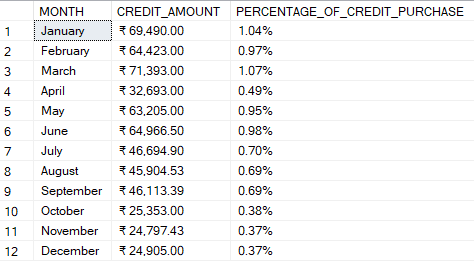 MONTH CREDIT_AMOUNT PERCENTAGE_OF_CREDIT_PURCHASE
1 January ₹ 69,490.00 1.04%
2 February ₹ 64,423.00 0.97%
3 March ₹ 71,393.00 1.07%
4 April ₹ 32,693.00 0.49%
5 May ₹ 63,205.00 0.95%
6 June ₹ 64,966.50 0.98%
7 July ₹ 46,694.90 0.70%
8 August ₹ 45,904.53 0.69%
9 September ₹ 46,113.39 0.69%
10 October ₹ 25,353.00 0.38%
11 November ₹ 24,797.43 0.37%
12 December ₹ 24,905.00 0.37%